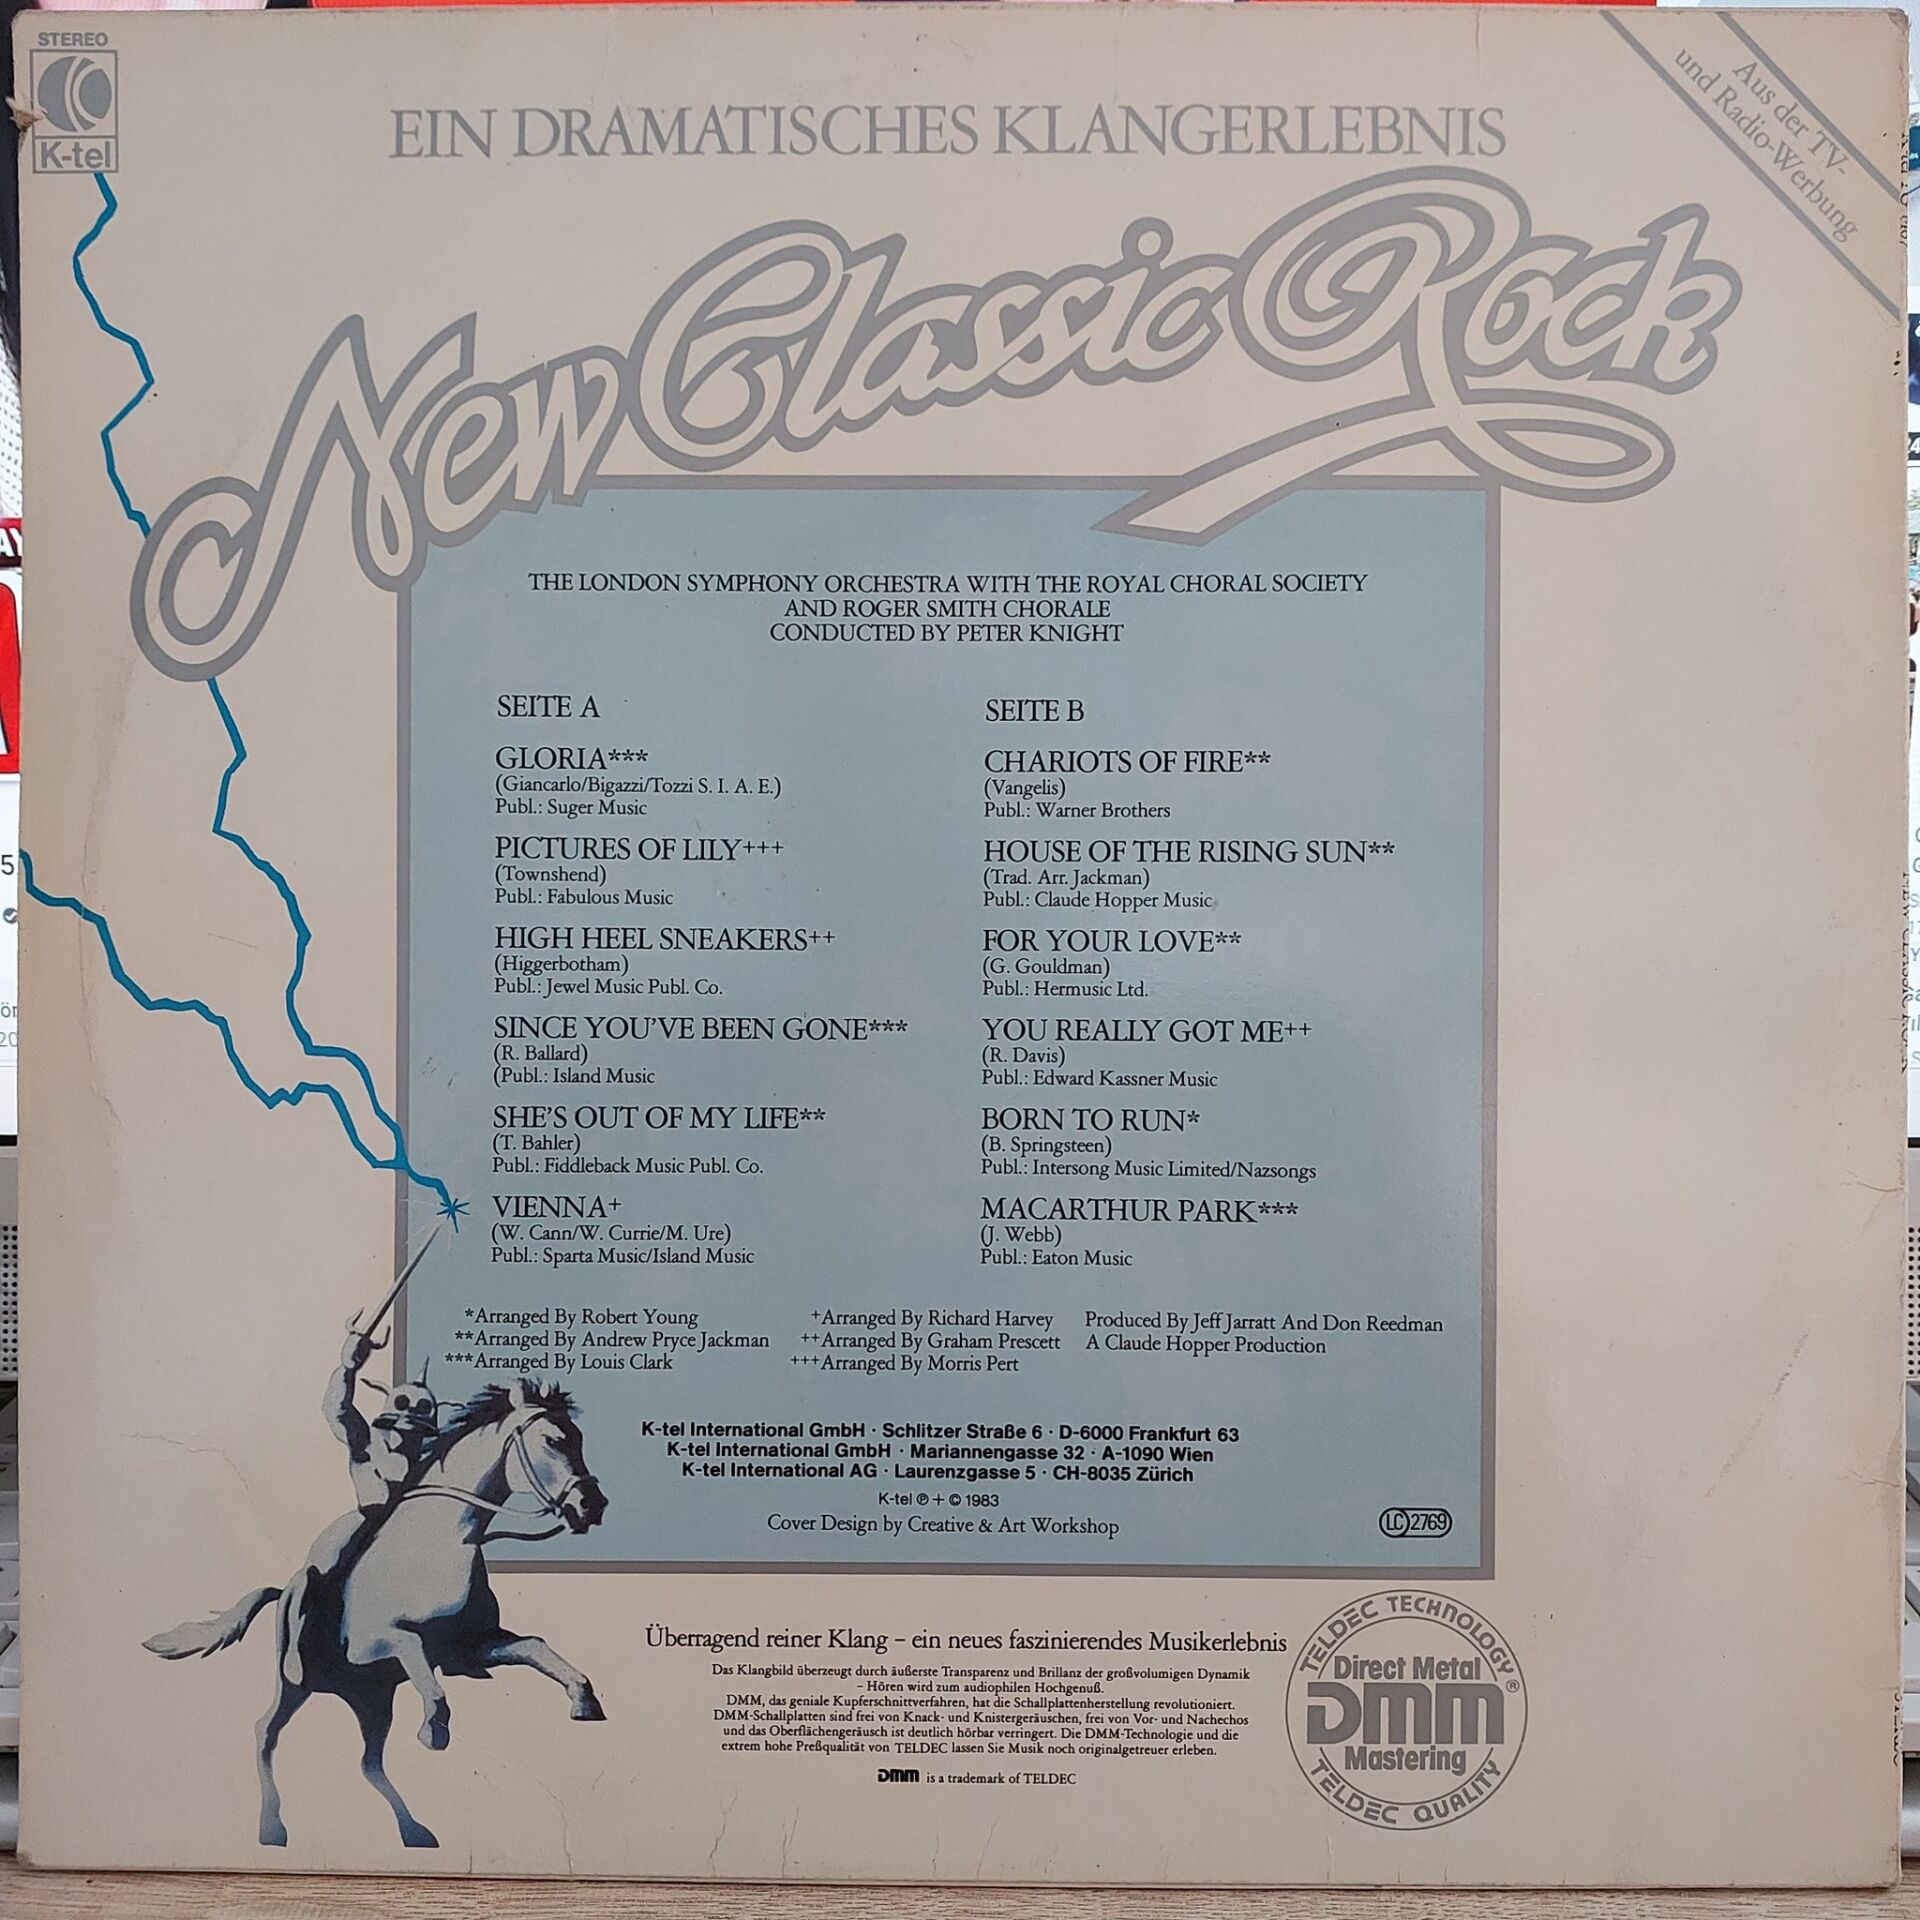 STEREO
K-tel
Aus der TV-
und Radio-Werbung
EIN DRAMATISCHES KLANGERLEBNIS
New Classic Rock
THE LONDON SYMPHONY ORCHESTRA WITH THE ROYAL CHORAL SOCIETY
AND ROGER SMITH CHORALE
CONDUCTED BY PETER KNIGHT
SEITE A
GLORIA***
(Giancarlo/Bigazzi/Tozzi S. I. A. E.)
Publ.: Suger Music
PICTURES OF LILY+++
(Townshend)
Publ.: Fabulous Music
HIGH HEEL SNEAKERS++
(Higgerbotham)
Publ.: Jewel Music Publ. Co.
SINCE YOU'VE BEEN GONE***
(R. Ballard)
(Publ.: Island Music
SHE'S OUT OF MY LIFE**
(T. Bahler)
Publ.: Fiddleback Music Publ. Co.
VIENNA+
(W. Cann/W. Currie/M. Ure)
Publ.: Sparta Music/Island Music
SEITE B
CHARIOTS OF FIRE**
(Vangelis)
Publ.: Warner Brothers
HOUSE OF THE RISING SUN**
(Trad. Arr. Jackman)
Publ.: Claude Hopper Music
FOR YOUR LOVE**
(G. Gouldman)
Publ.: Hermusic Ltd.
YOU REALLY GOT ME++
(R. Davis)
Publ.: Edward Kassner Music
BORN TO RUN*
(B. Springsteen)
Publ.: Intersong Music Limited/Nazsongs
MACARTHUR PARK***
(J. Webb)
Publ.: Eaton Music
*Arranged By Robert Young
**Arranged By Andrew Pryce Jackman
***Arranged By Louis Clark
+Arranged By Richard Harvey
++Arranged By Graham Prescett
+++Arranged By Morris Pert
Produced By Jeff Jarratt And Don Reedman
A Claude Hopper Production
K-tel International GmbH · Schlitzer Straße 6 · D-6000 Frankfurt 63
K-tel International GmbH · Mariannengasse 32 · A-1090 Wien
K-tel International AG · Laurenzgasse 5 · CH-8035 Zürich
K-tel ℗ + © 1983
Cover Design by Creative & Art Workshop
LC 2769
Überragend reiner Klang – ein neues faszinierendes Musikerlebnis
Das Klangbild überzeugt durch äußerste Transparenz und Brillanz der großvolumigen Dynamik
– Hören wird zum audiophilen Hochgenuß.
DMM, das geniale Kupferschnittverfahren, hat die Schallplattenherstellung revolutioniert.
DMM-Schallplatten sind frei von Knack- und Knistergeräuschen, frei von Vor- und Nachechos
und das Oberflächengeräusch ist deutlich hörbar verringert. Die DMM-Technologie und die
extrem hohe Preßqualität von TELDEC lassen Sie Musik noch originalgetreuer erleben.
DMM is a trademark of TELDEC
TELDEC TECHNOLOGY
Direct Metal
DMM®
Mastering
TELDEC QUALITY